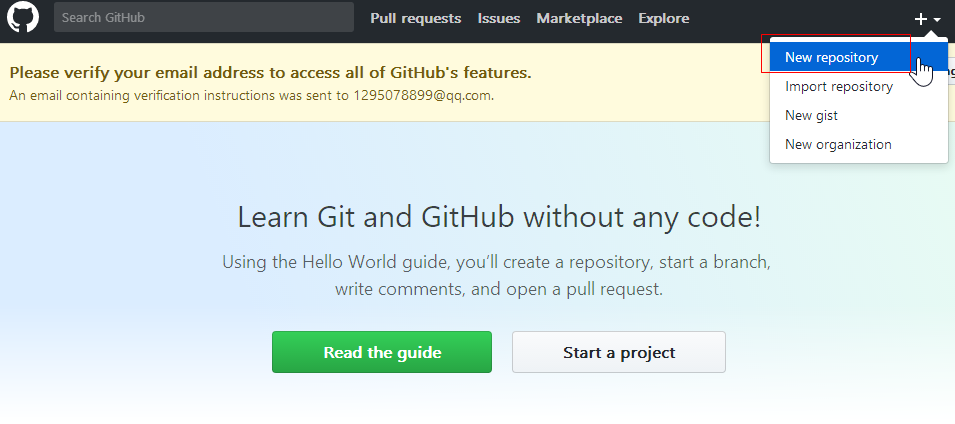 Search GitHub
Pull requests
Issues
Marketplace
Explore
New repository
Import repository
New gist
New organization
Please verify your email address to access all of GitHub's features.
An email containing verification instructions was sent to 1295078899@qq.com.
Learn Git and GitHub without any code!
Using the Hello World guide, you’ll create a repository, start a branch,
write comments, and open a pull request.
Read the guide
Start a project